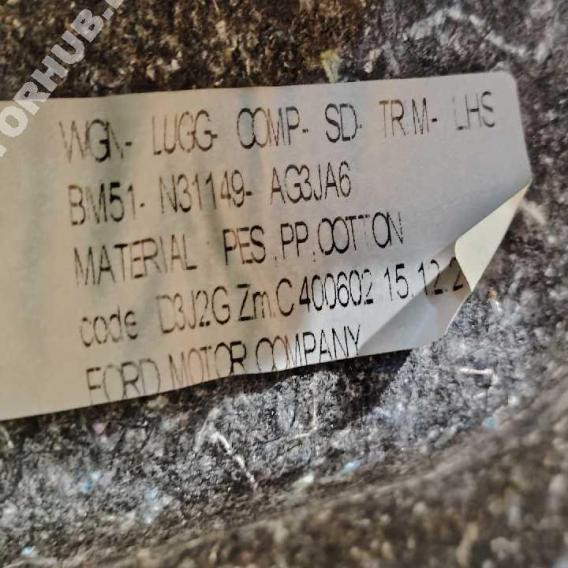 WGN- LUGG- COMP- SD- TRIM- LHS
BM51- N31149- AG3JA6
MATERIAL : PES ,PP ,COTTON
code D3J2G Zm.C 400602 15.12.2
FORD MOTOR COMPANY